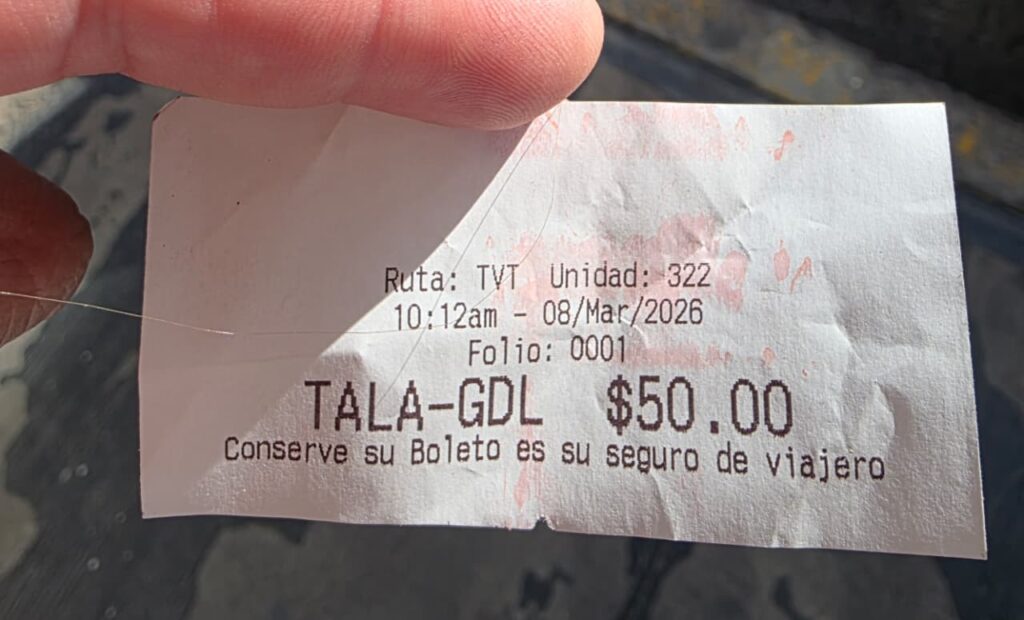 Ruta: TVT Unidad: 322
10:12am - 08/Mar/2026
Folio: 0001
TALA-GDL $50.00
Conserve su Boleto es su seguro de viajero